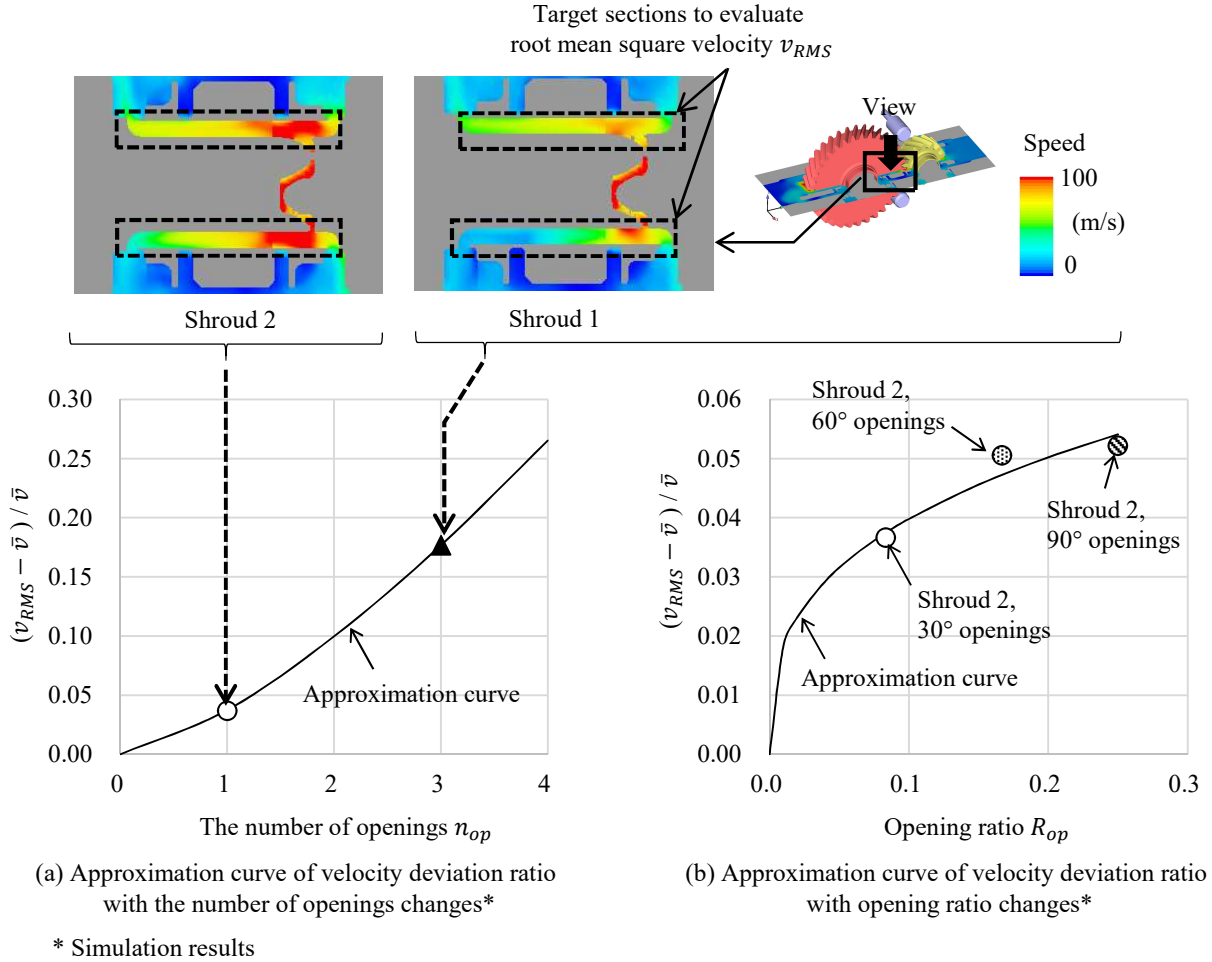 Target sections to evaluate
root mean square velocity v_RMS
View
Speed
100
(m/s)
0
Shroud 2
Shroud 1
0.30
0.25
0.20
0.15
0.10
0.05
0.00
(v_RMS − v̄ ) / v̄
Approximation curve
0
1
2
3
4
The number of openings n_op
(a) Approximation curve of velocity deviation ratio
with the number of openings changes*
0.06
0.05
0.04
0.03
0.02
0.01
0.00
(v_RMS − v̄ ) / v̄
Shroud 2,
60° openings
Shroud 2,
90° openings
Shroud 2,
30° openings
Approximation curve
0.0
0.1
0.2
0.3
Opening ratio R_op
(b) Approximation curve of velocity deviation ratio
with opening ratio changes*
* Simulation results